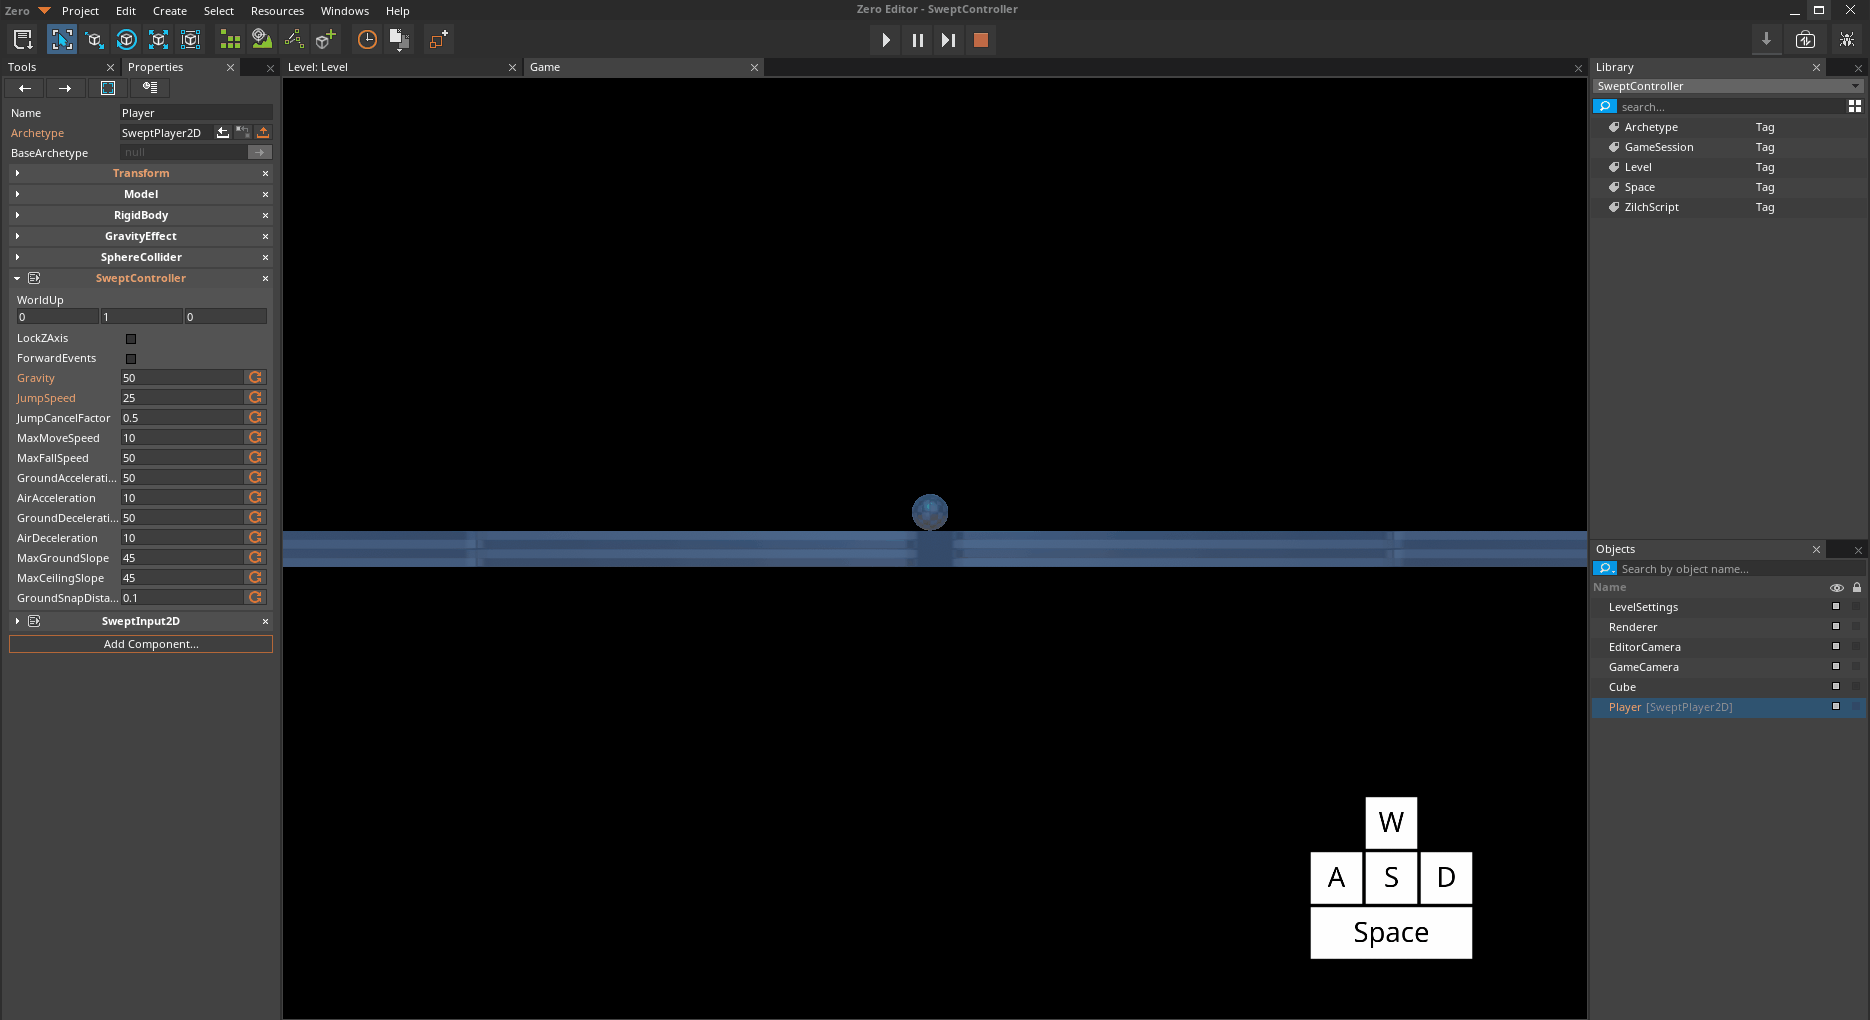 Zero Project Edit Create Select Resources Windows Help
Zero Editor - SweptController
Tools
Properties
Name Player
Archetype SweptPlayer2D
BaseArchetype null
Transform
Model
RigidBody
GravityEffect
SphereCollider
SweptController
WorldUp
0 1 0
LockZAxis
ForwardEvents
Gravity 50
JumpSpeed 25
JumpCancelFactor 0.5
MaxMoveSpeed 10
MaxFallSpeed 50
GroundAccelerati... 50
AirAcceleration 10
GroundDecelerati... 50
AirDeceleration 10
MaxGroundSlope 45
MaxCeilingSlope 45
GroundSnapDista... 0.1
SweptInput2D
Add Component...
Level: Level
Game
W
A S D
Space
Library
SweptController
search...
Archetype Tag
GameSession Tag
Level Tag
Space Tag
ZilchScript Tag
Objects
Search by object name...
Name
LevelSettings
Renderer
EditorCamera
GameCamera
Cube
Player [SweptPlayer2D]